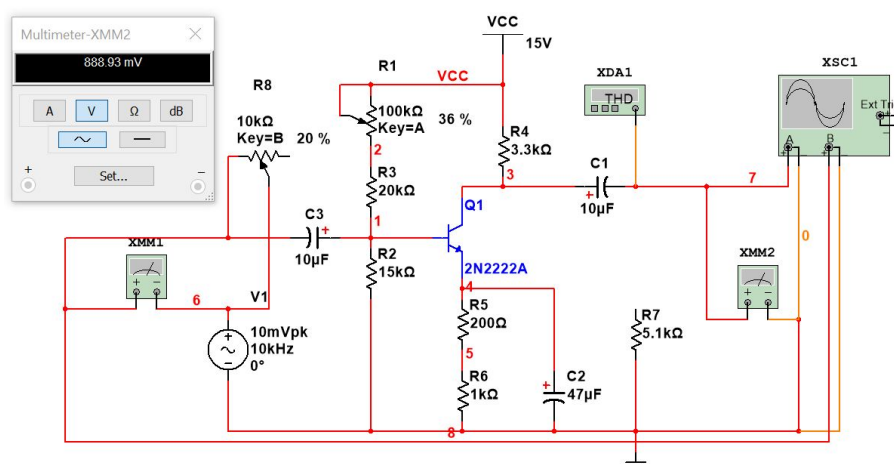 Multimeter-XMM2
888.93 mV
A V Ω dB
+ Set... −
VCC
15V
R8
10kΩ
Key=B
20 %
R1
100kΩ
Key=A
36 %
VCC
2
R3
20kΩ
1
R2
15kΩ
C3
+
10µF
R4
3.3kΩ
3
Q1
2N2222A
4
R5
200Ω
5
R6
1kΩ
C2
+
47µF
C1
+
10µF
XDA1
THD
7
XSC1
Ext Tri
+
−
A B
+ − + −
0
XMM1
+ −
6
V1
10mVpk
10kHz
0°
+
−
XMM2
+ −
R7
5.1kΩ
8